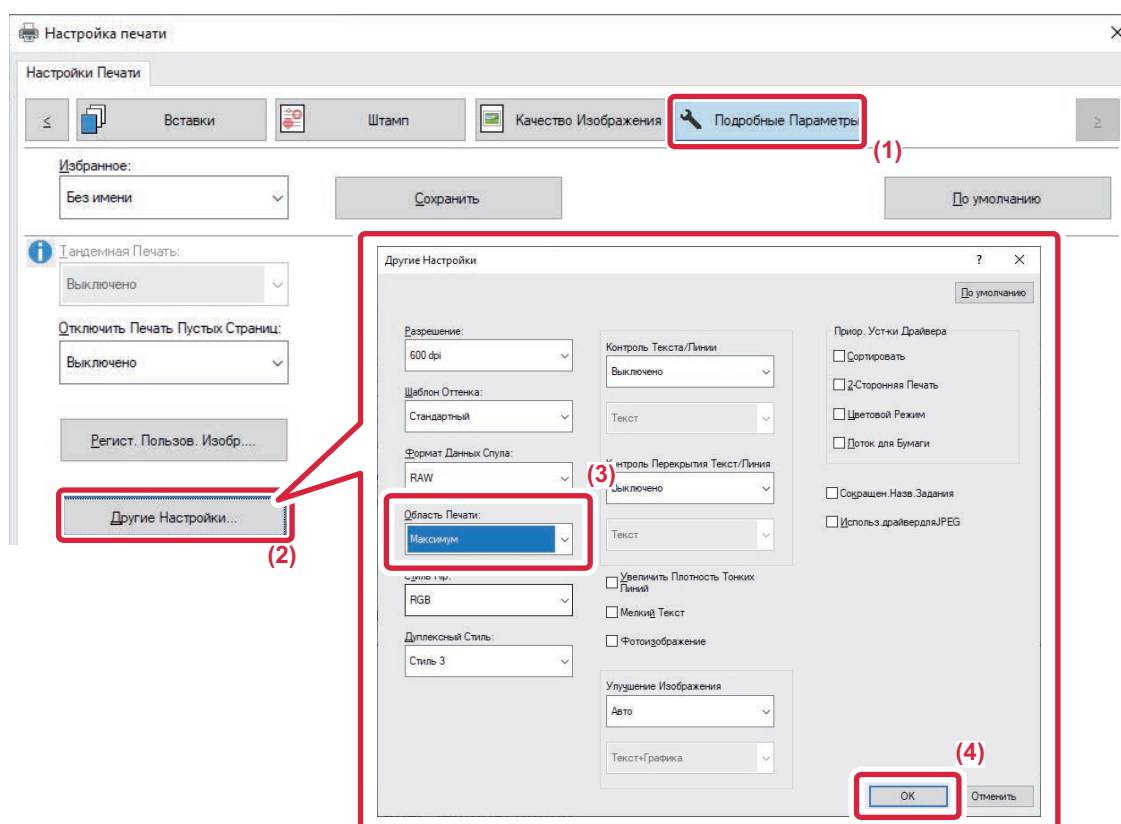 Настройка печати
Настройки Печати
≤
Вставки
Штамп
Качество Изображения
Подробные Параметры
≥
(1)
Избранное:
Без имени
Сохранить
По умолчанию
Тандемная Печать:
Выключено
Отключить Печать Пустых Страниц:
Выключено
Регист. Пользов. Изобр....
Другие Настройки...
(2)
Другие Настройки
?
По умолчанию
Разрешение:
600 dpi
Шаблон Оттенка:
Стандартный
Формат Данных Спула:
RAW
(3)
Область Печати:
Максимум
RGB
Дуплексный Стиль:
Стиль 3
Контроль Текста/Линии
Выключено
Текст
Контроль Перекрытия Текст/Линия
Выключено
Текст
Увеличить Плотность Тонких
Линий
Мелкий Текст
Фотоизображение
Улучшение Изображения
Авто
Текст+Графика
Приор. Уст-ки Драйвера
Сортировать
2-Сторонняя Печать
Цветовой Режим
Поток для Бумаги
Сокращен.Назв.Задания
Использ.драйвердляJPEG
(4)
OK
Отменить